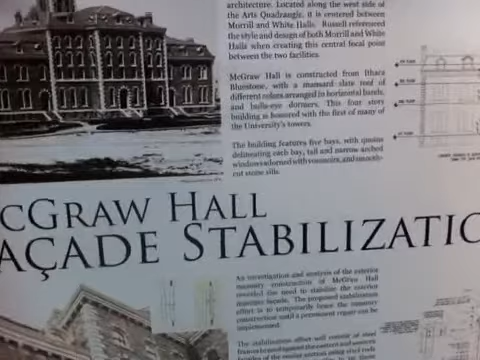 architecture. Located along the west side of
the Arts Quadrangle, it is centered between
Morrill and White Halls. Russell referenced
the style and design of both Morrill and White
Halls when creating this central focal point
between the two facilities.
McGraw Hall is constructed from Ithaca
Bluestone, with a mansard slate roof of
different colors arranged in horizontal bands,
and bulls-eye dormers. This four story
building is honored with the first of many of
the University's towers.
The building features five bays, with quoins
delineating each bay, tall and narrow arched
windows adorned with voussoirs, and smooth-
cut stone sills.
CGRAW HALL
AÇADE STABILIZATIO
An investigation and analysis of the exterior
masonry construction of McGraw Hall
revealed the need to stabilize the exterior
masonry façade. The proposed stabilization
effort is to temporarily brace the masonry
construction until a permanent repair can be
implemented.
The stabilization effort will consist of steel